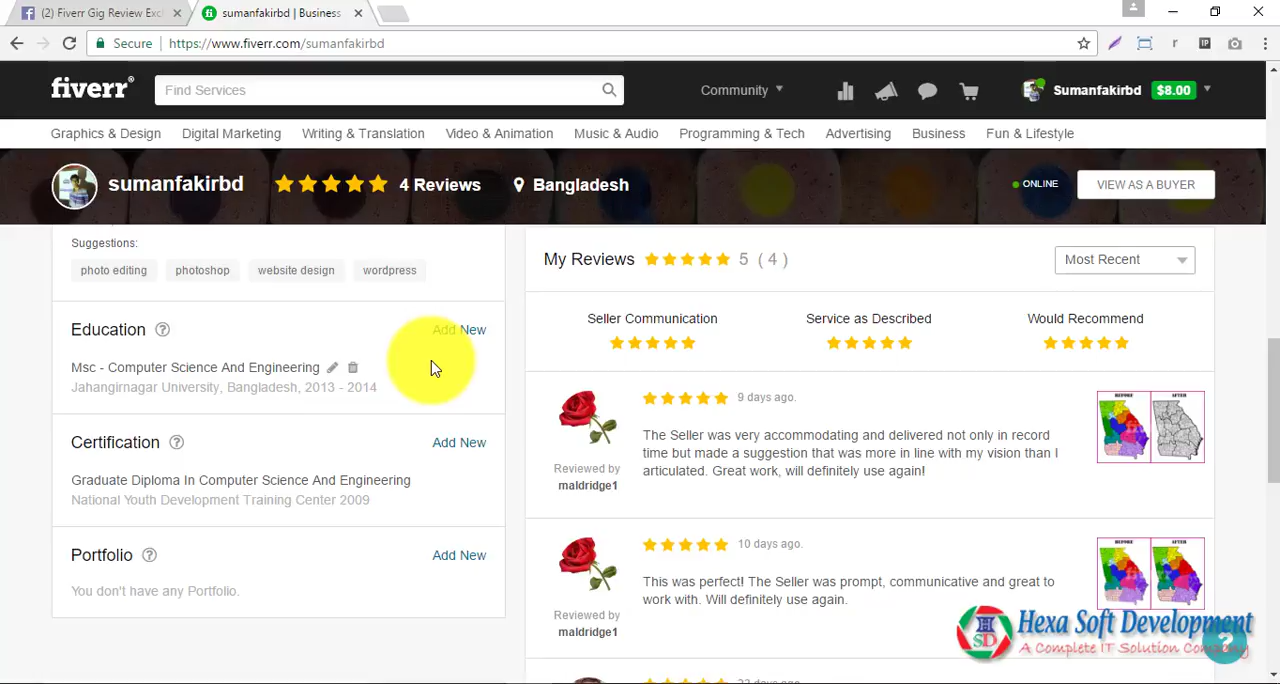 (2) Fiverr Gig Review Exc
sumanfakirbd | Business
Secure
https://www.fiverr.com/sumanfakirbd
fiverr®
Find Services
Community
Sumanfakirbd
$8.00
Graphics & Design
Digital Marketing
Writing & Translation
Video & Animation
Music & Audio
Programming & Tech
Advertising
Business
Fun & Lifestyle
sumanfakirbd
4 Reviews
Bangladesh
ONLINE
VIEW AS A BUYER
Suggestions:
photo editing
photoshop
website design
wordpress
Education
Add New
Msc - Computer Science And Engineering
Jahangirnagar University, Bangladesh, 2013 - 2014
Certification
Add New
Graduate Diploma In Computer Science And Engineering
National Youth Development Training Center 2009
Portfolio
Add New
You don't have any Portfolio.
My Reviews
5 ( 4 )
Most Recent
Seller Communication
Service as Described
Would Recommend
9 days ago.
The Seller was very accommodating and delivered not only in record
time but made a suggestion that was more in line with my vision than I
articulated. Great work, will definitely use again!
Reviewed by
maldridge1
BEFORE
AFTER
10 days ago.
This was perfect! The Seller was prompt, communicative and great to
work with. Will definitely use again.
Reviewed by
maldridge1
BEFORE
AFTER
Hexa Soft Development
A Complete IT Solution Company